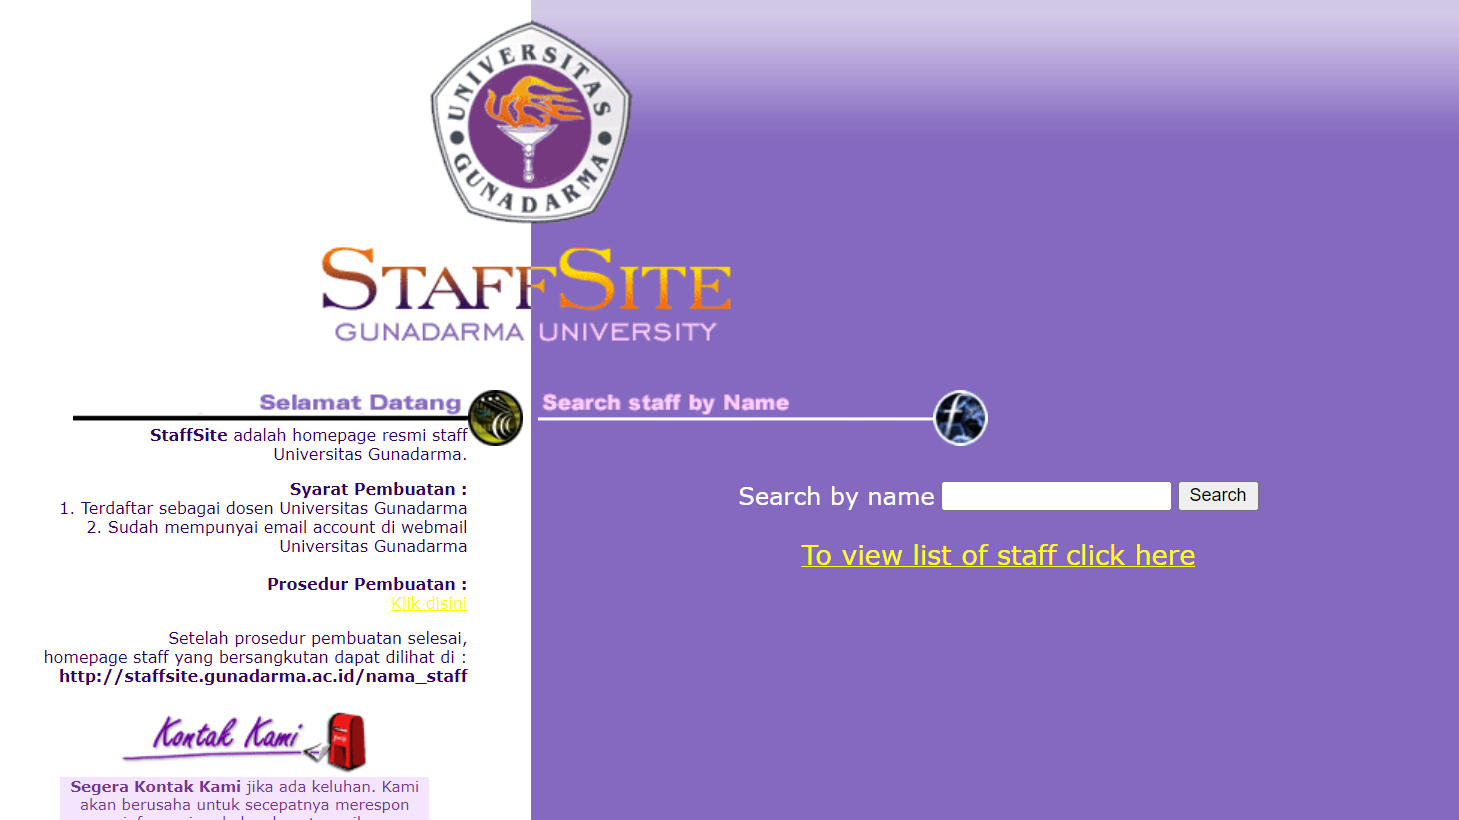 UNIVERSITAS
GUNADARMA
STAFFSITE
GUNADARMA UNIVERSITY
Selamat Datang
StaffSite adalah homepage resmi staff
Universitas Gunadarma.
Syarat Pembuatan :
1. Terdaftar sebagai dosen Universitas Gunadarma
2. Sudah mempunyai email account di webmail
Universitas Gunadarma
Prosedur Pembuatan :
Klik disini
Setelah prosedur pembuatan selesai,
homepage staff yang bersangkutan dapat dilihat di :
http://staffsite.gunadarma.ac.id/nama_staff
Kontak Kami
Segera Kontak Kami jika ada keluhan. Kami
akan berusaha untuk secepatnya merespon
Search staff by Name
Search by name
Search
To view list of staff click here